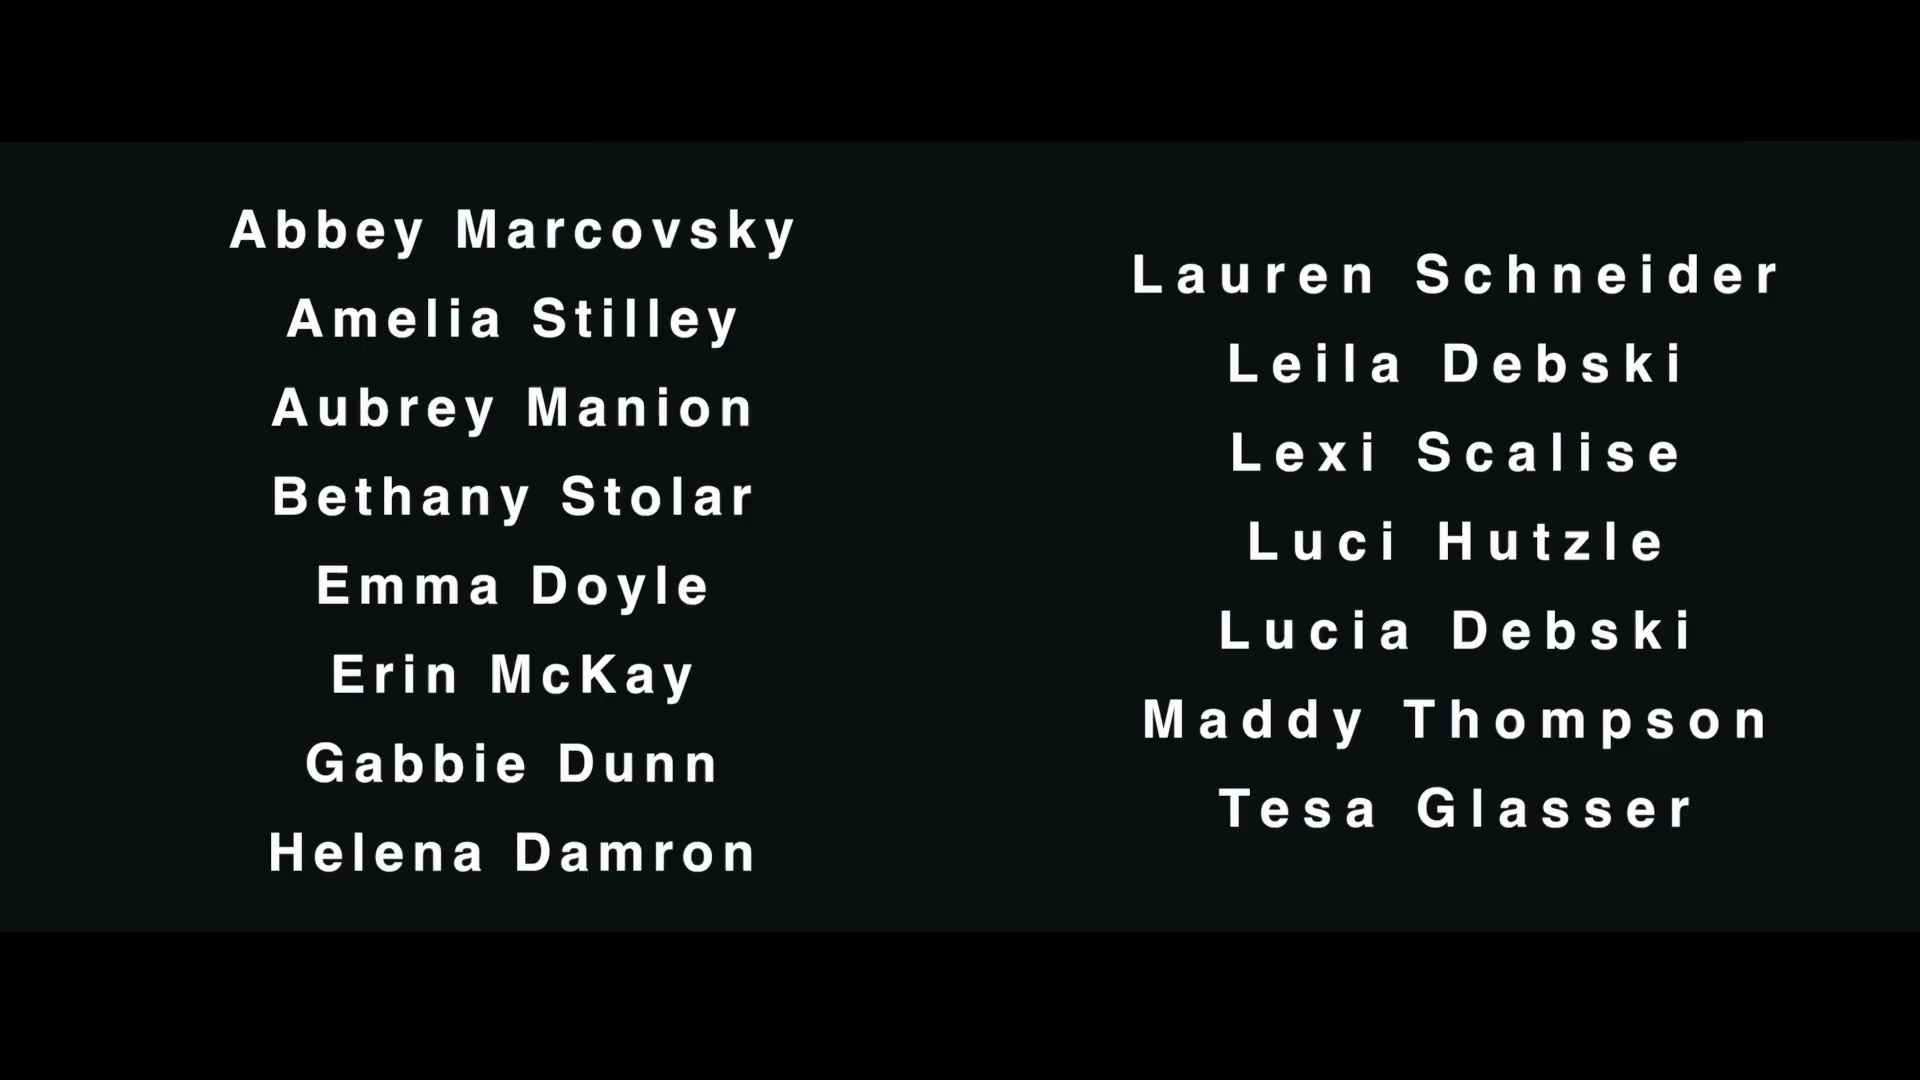 Abbey Marcovsky
Amelia Stilley
Aubrey Manion
Bethany Stolar
Emma Doyle
Erin McKay
Gabbie Dunn
Helena Damron
Lauren Schneider
Leila Debski
Lexi Scalise
Luci Hutzle
Lucia Debski
Maddy Thompson
Tesa Glasser